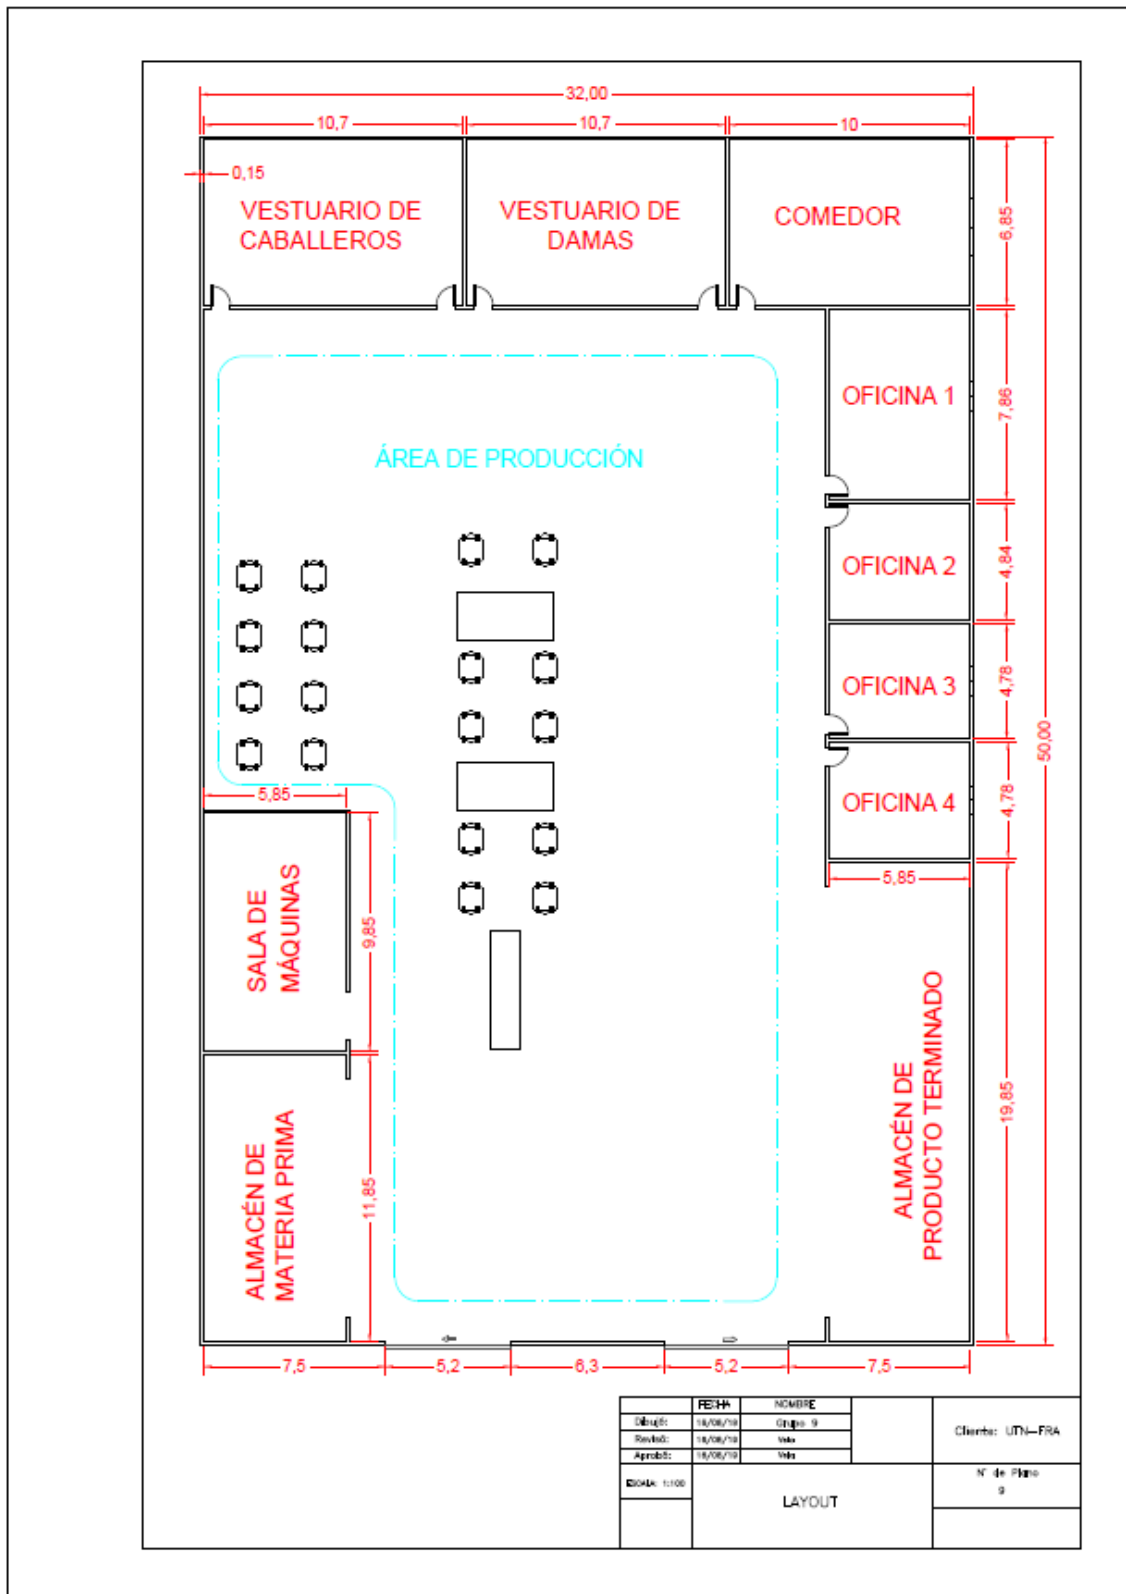 32,00
10,7
10,7
10
0,15
VESTUARIO DE
CABALLEROS
VESTUARIO DE
DAMAS
COMEDOR
6,85
OFICINA 1
7,86
ÁREA DE PRODUCCIÓN
OFICINA 2
4,84
OFICINA 3
4,78
50,00
OFICINA 4
4,78
5,85
5,85
SALA DE
MÁQUINAS
9,85
ALMACÉN DE
PRODUCTO TERMINADO
19,85
ALMACÉN DE
MATERIA PRIMA
11,85
7,5
5,2
6,3
5,2
7,5
FECHA
NOMBRE
Dibujó:
Grupo 9
Revisó:
Aprobó:
Cliente: UTN-FRA
ESCALA: 1:100
LAYOUT
N° de Plano
9